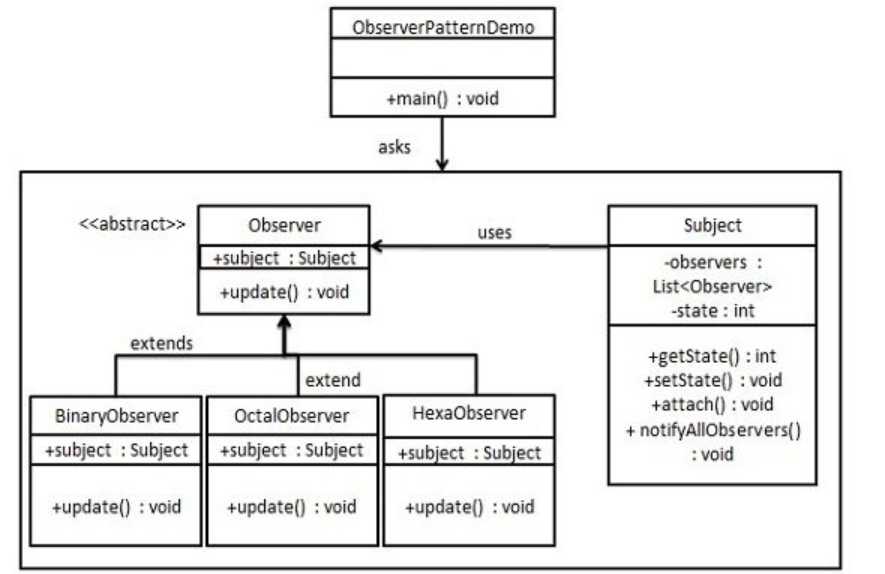 ObserverPatternDemo
+main() : void
asks
<<abstract>>
Observer
+subject : Subject
+update() : void
uses
Subject
-observers :
List<Observer>
-state : int
+getState() : int
+setState() : void
+attach() : void
+ notifyAllObservers()
: void
extends
extend
BinaryObserver
+subject : Subject
+update() : void
OctalObserver
+subject : Subject
+update() : void
HexaObserver
+subject : Subject
+update() : void